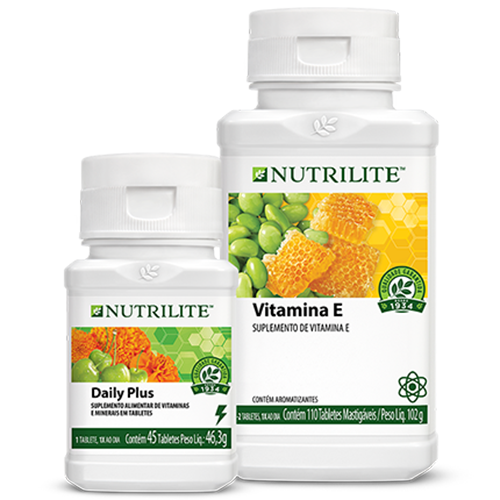 NUTRILITE™
Daily Plus
SUPLEMENTO ALIMENTAR DE VITAMINAS
E MINERAIS EM TABLETES
1 TABLETE, 1X AO DIA Contém 45 Tabletes Peso Líq.: 46,3g
1934
NUTRILITE™
Vitamina E
SUPLEMENTO DE VITAMINA E
QUALIDADE GARANTIDA
1934
CONTÉM AROMATIZANTES
2 TABLETES, 1X AO DIA Contém 110 Tabletes Mastigáveis / Peso Líq. 102 g